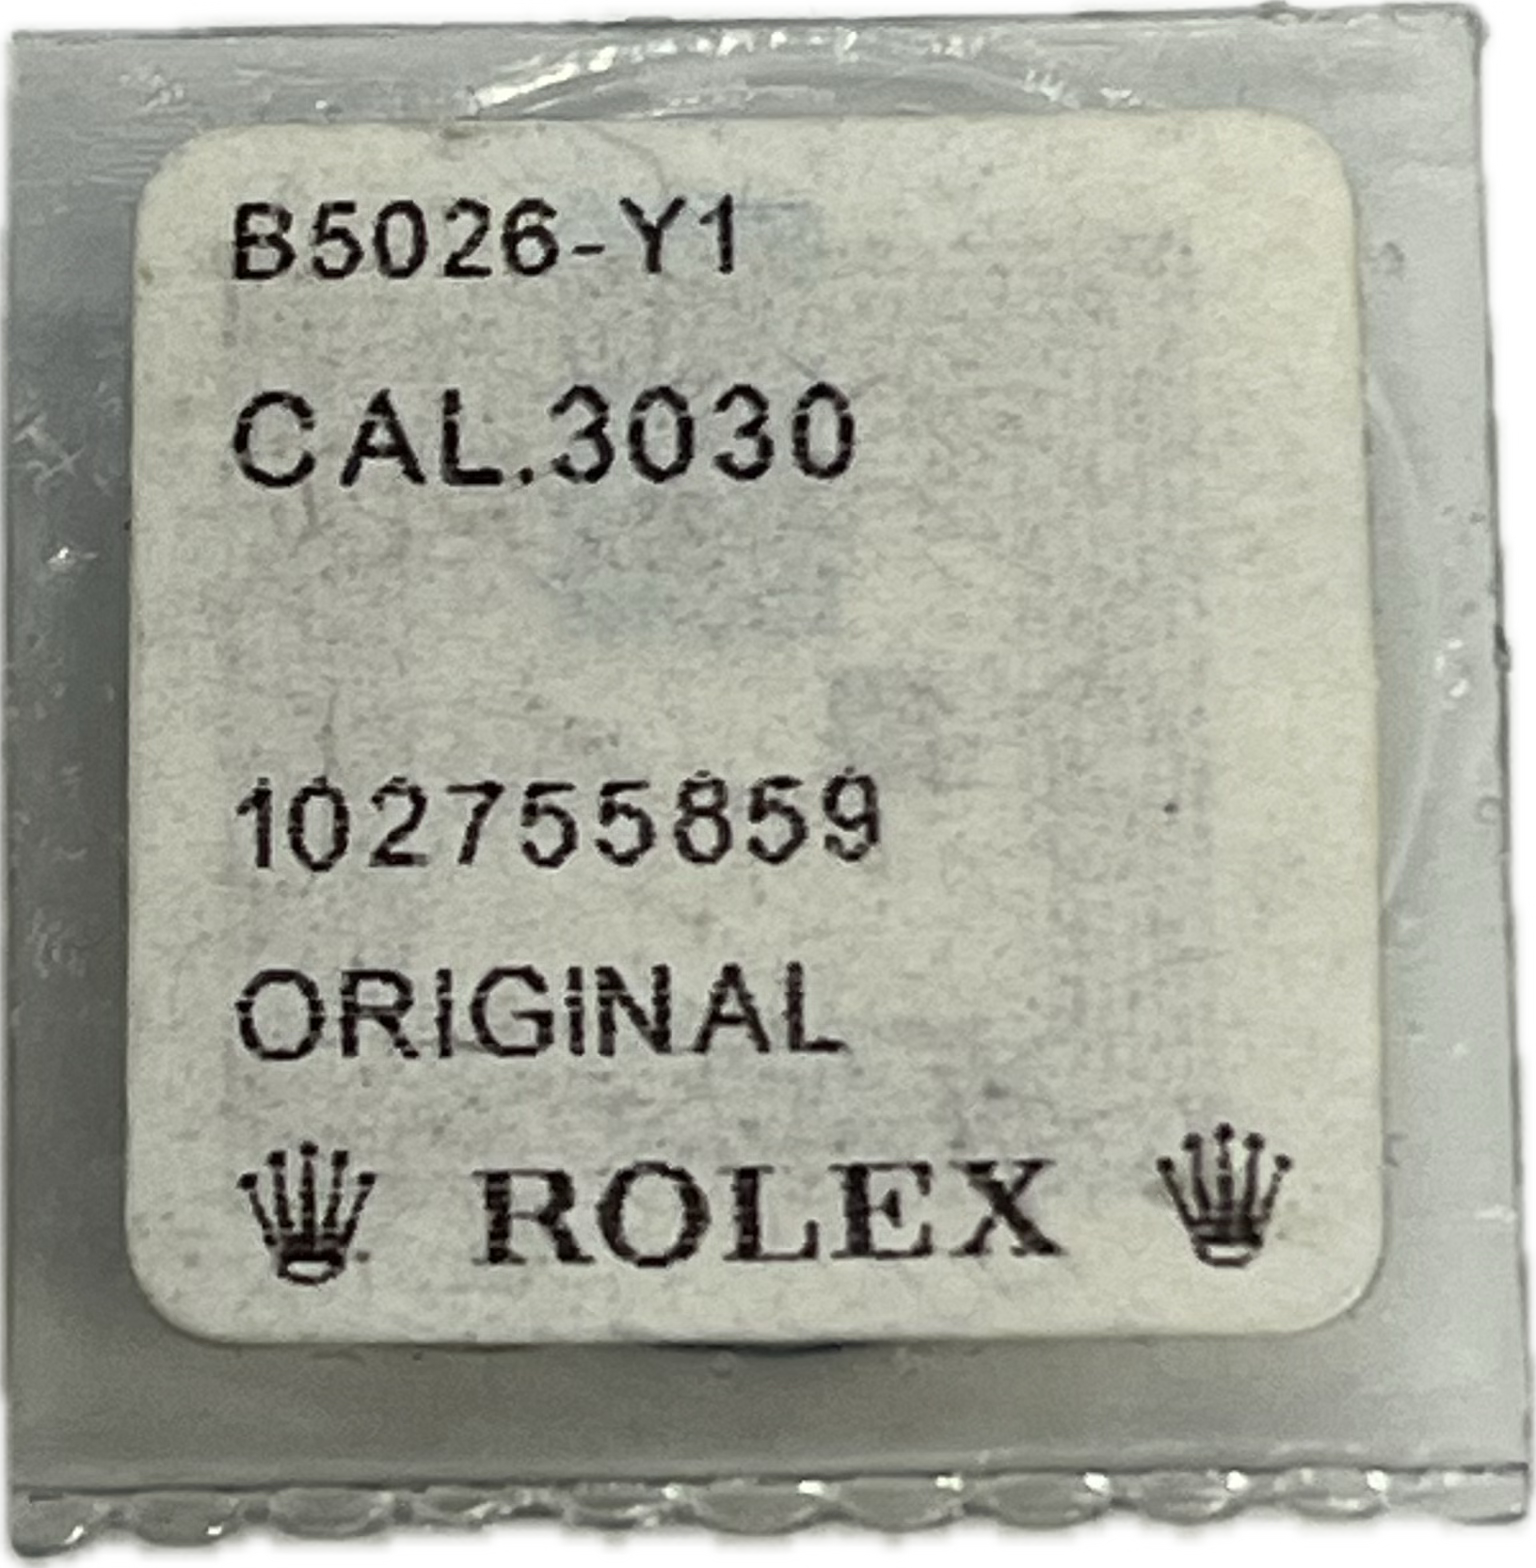 B5026-Y1
CAL.3030
102755859
ORIGINAL
ROLEX